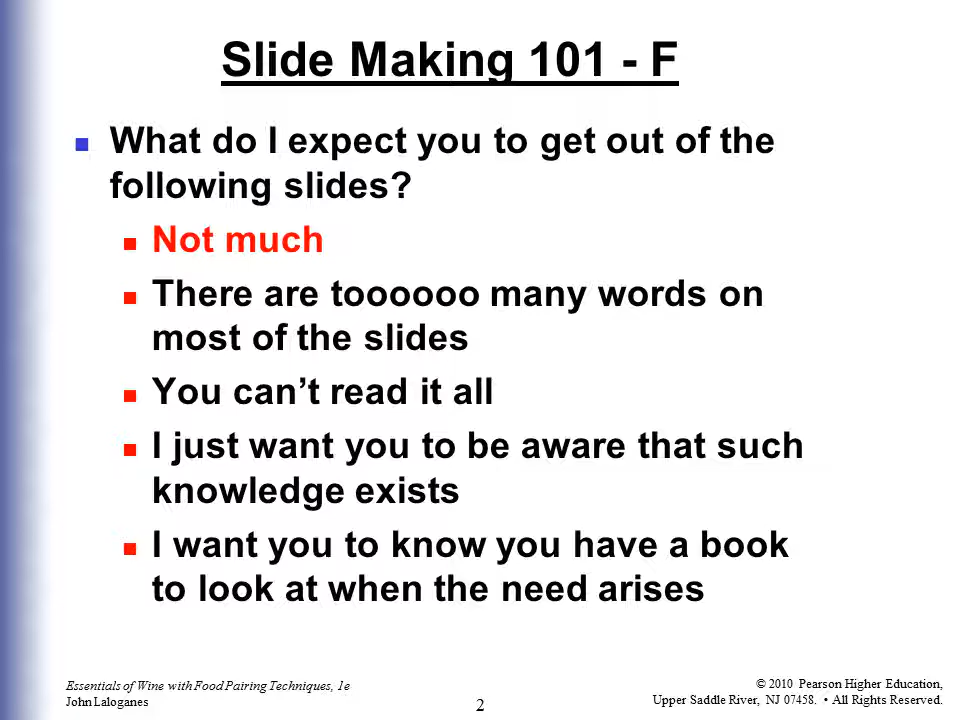 Slide Making 101 - F
What do I expect you to get out of the
following slides?
Not much
There are toooooo many words on
most of the slides
You can’t read it all
I just want you to be aware that such
knowledge exists
I want you to know you have a book
to look at when the need arises
Essentials of Wine with Food Pairing Techniques, 1e
John Laloganes
2
© 2010 Pearson Higher Education,
Upper Saddle River, NJ 07458. • All Rights Reserved.